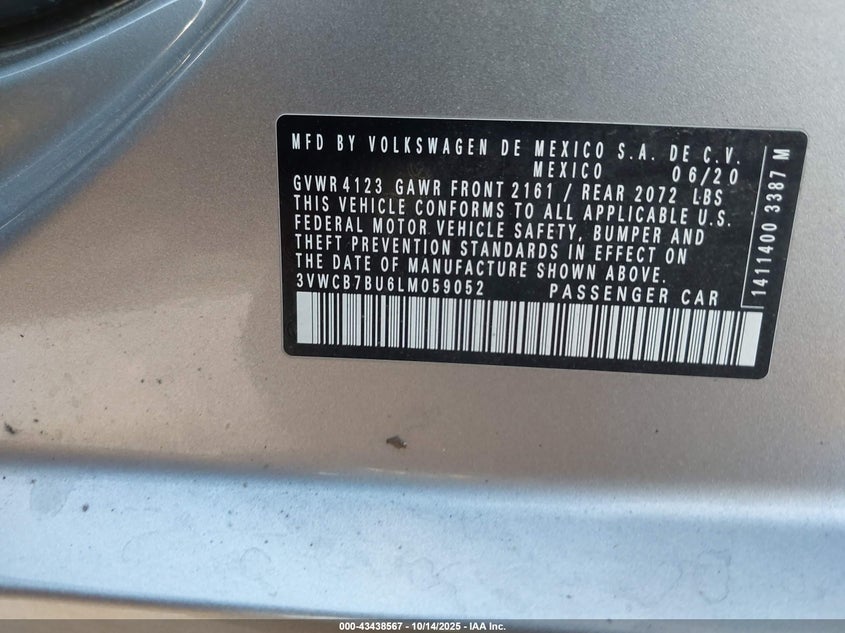 MFD BY VOLKSWAGEN DE MEXICO S.A. DE C.V.
MEXICO 06/20
GVWR 4123 GAWR FRONT 2161 / REAR 2072 LBS
THIS VEHICLE CONFORMS TO ALL APPLICABLE U.S.
FEDERAL MOTOR VEHICLE SAFETY, BUMPER AND
THEFT PREVENTION STANDARDS IN EFFECT ON
THE DATE OF MANUFACTURE SHOWN ABOVE.
3VWCB7BU6LM059052 PASSENGER CAR
1411400 3387 M
000-43438567 - 10/14/2025 - IAA Inc.